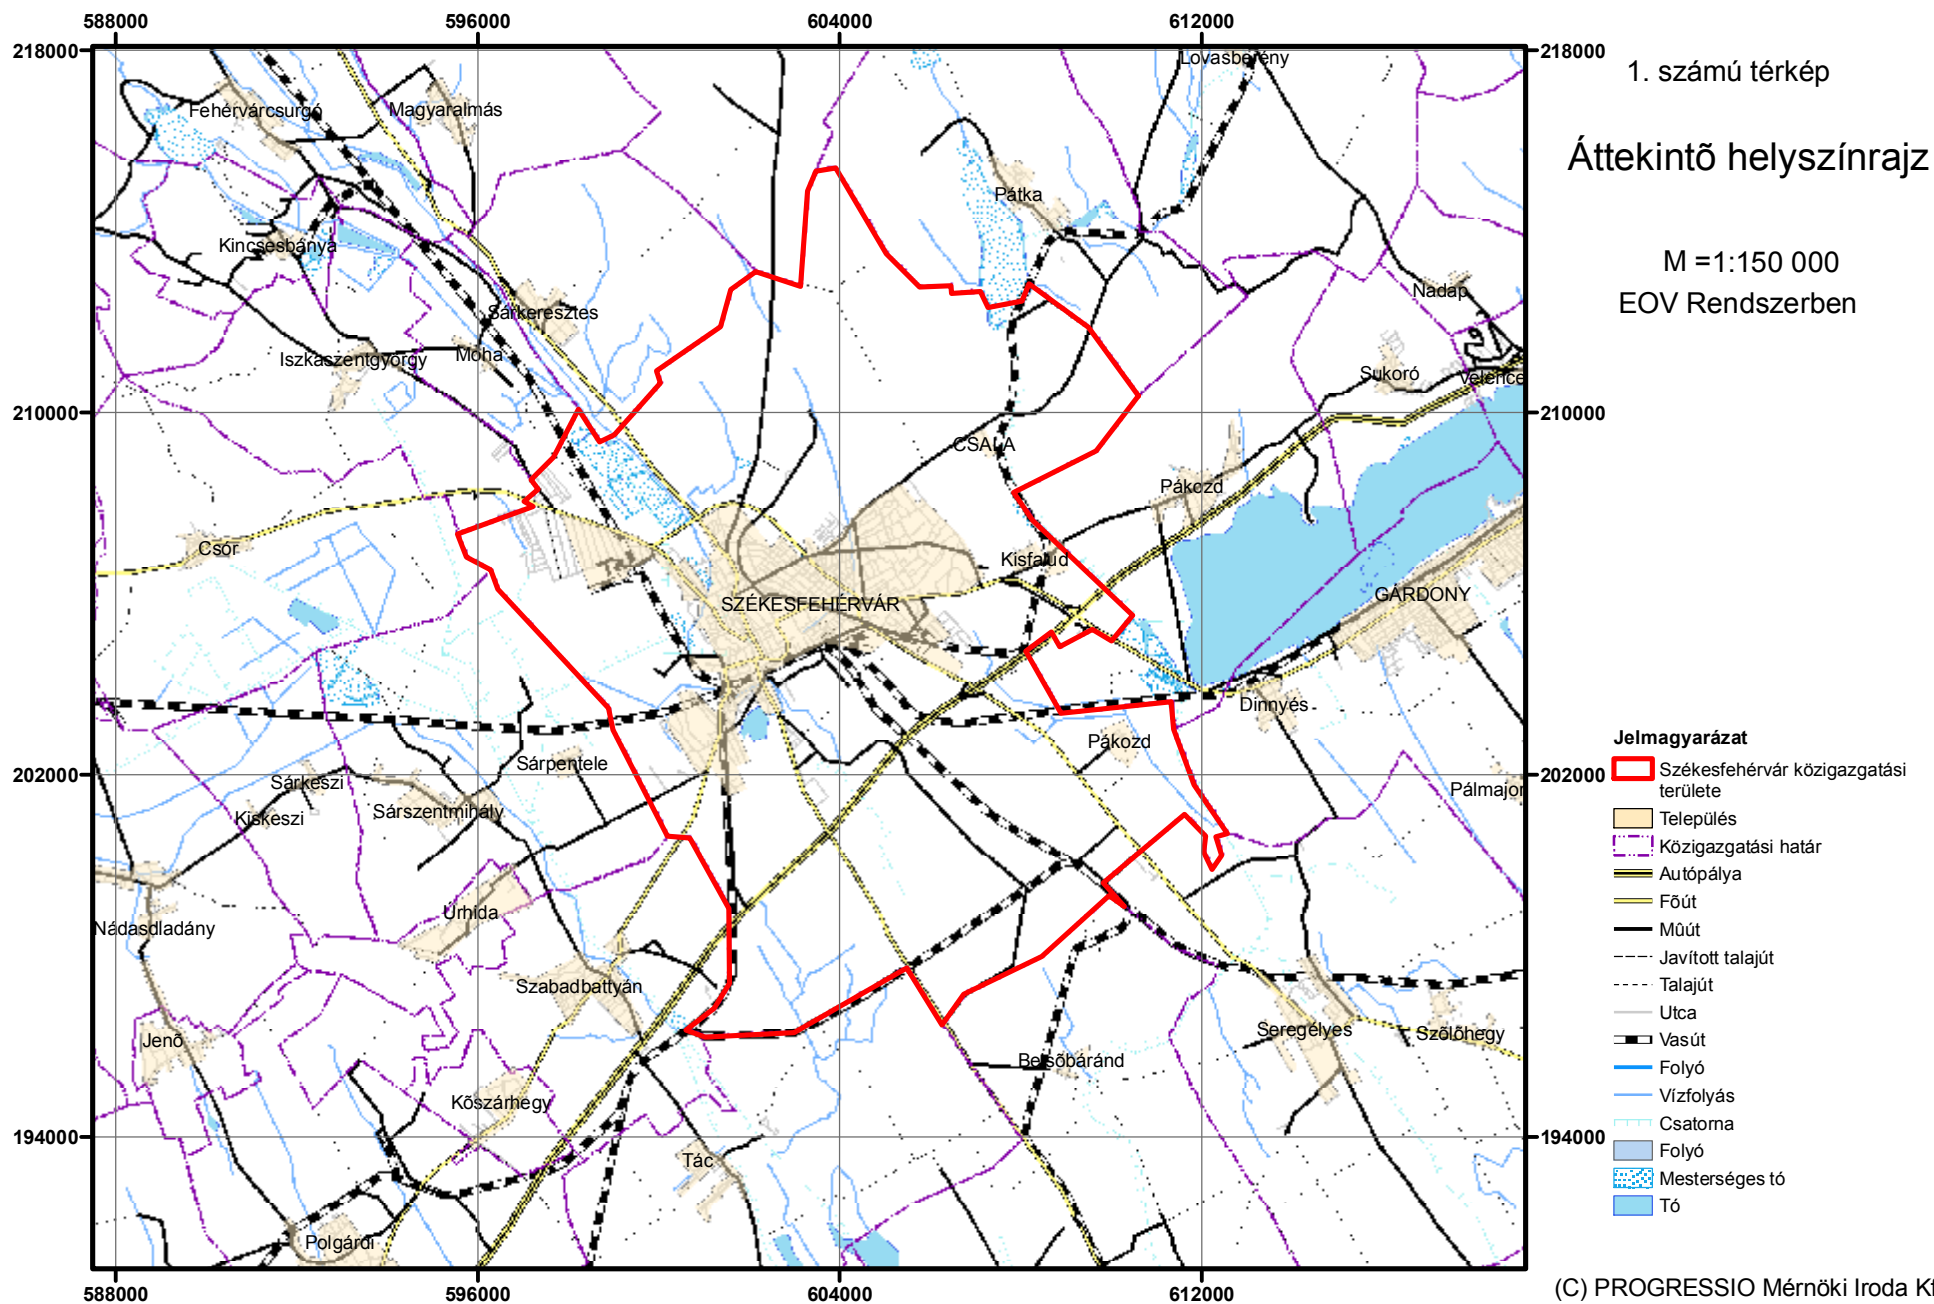 588000 596000 604000 612000
218000 218000
1. számú térkép
Áttekintõ helyszínrajz
M =1:150 000
EOV Rendszerben
Lovasberény
Fehérvárcsurgó
Magyaralmás
Pátka
Kincsesbánya
Nadap
Sárkeresztes
Iszkaszentgyörgy
Moha
Sukoró
Velence
210000 210000
CSALA
Pákozd
Csór
Kisfalud
SZÉKESFEHÉRVÁR
GÁRDONY
Dinnyés
Pákozd
Sárpentele
202000 202000
Sárkeszi
Kiskeszi
Sárszentmihály
Pálmajor
Urhida
Nádasdladány
Szabadbattyán
Jenõ
Seregélyes
Szõlõhegy
Belsõbáránd
Kõszárhegy
194000 194000
Tác
Polgárdi
588000 596000 604000 612000
Jelmagyarázat
Székesfehérvár közigazgatási
területe
Település
Közigazgatási határ
Autópálya
Fõút
Mûút
Javított talajút
Talajút
Utca
Vasút
Folyó
Vízfolyás
Csatorna
Folyó
Mesterséges tó
Tó
(C) PROGRESSIO Mérnöki Iroda Kf